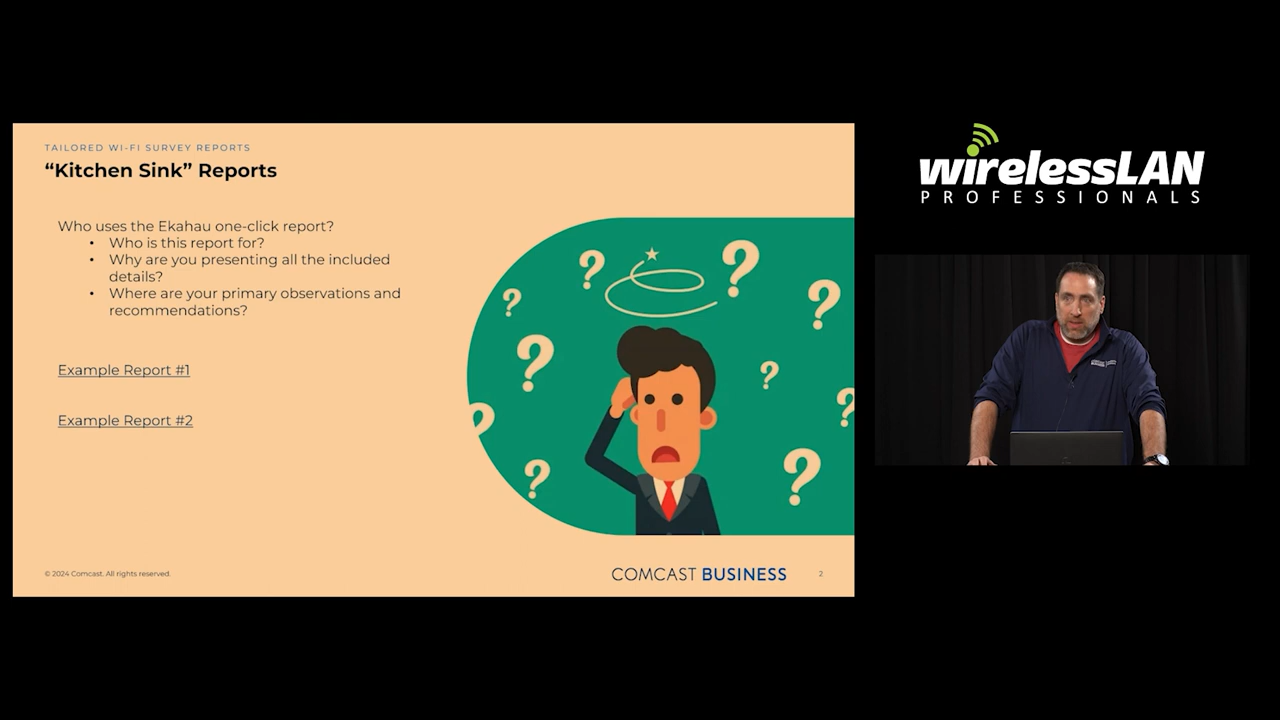 TAILORED WI-FI SURVEY REPORTS
“Kitchen Sink” Reports
Who uses the Ekahau one-click report?
• Who is this report for?
• Why are you presenting all the included
details?
• Where are your primary observations and
recommendations?
Example Report #1
Example Report #2
© 2024 Comcast. All rights reserved.
COMCAST BUSINESS
2
wirelessLAN
PROFESSIONALS